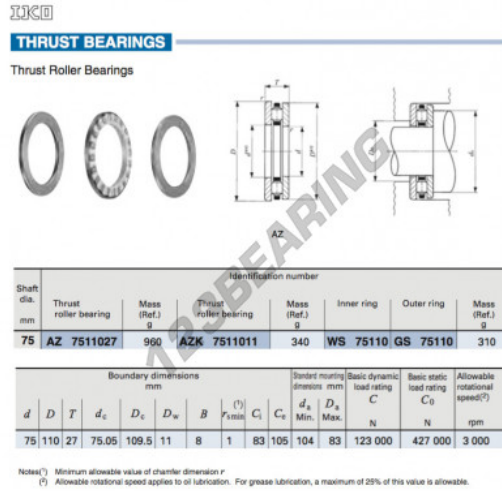 IKO
THRUST BEARINGS
Thrust Roller Bearings
T
r
D
d
D
d
AZ
123BEARING
Identification number
Shaft dia. mm
Thrust roller bearing
Mass (Ref.) g
Thrust roller bearing
Mass (Ref.) g
Inner ring
Outer ring
Mass (Ref.) g
75 AZ 7511027 960 AZK 7511011 340 WS 75110 GS 75110 310
Boundary dimensions mm
Standard mounting dimensions mm
Basic dynamic load rating C N
Basic static load rating C0 N
Allowable rotational speed(2) rpm
d D T dc Dc Dw B (1) rs min Ci Ce da Min. Da Max.
75 110 27 75.05 109.5 11 8 1 83 105 104 83 123 000 427 000 3 000
Notes(1) Minimum allowable value of chamfer dimension r
(2) Allowable rotational speed applies to oil lubrication. For grease lubrication, a maximum of 25% of this value is allowable.